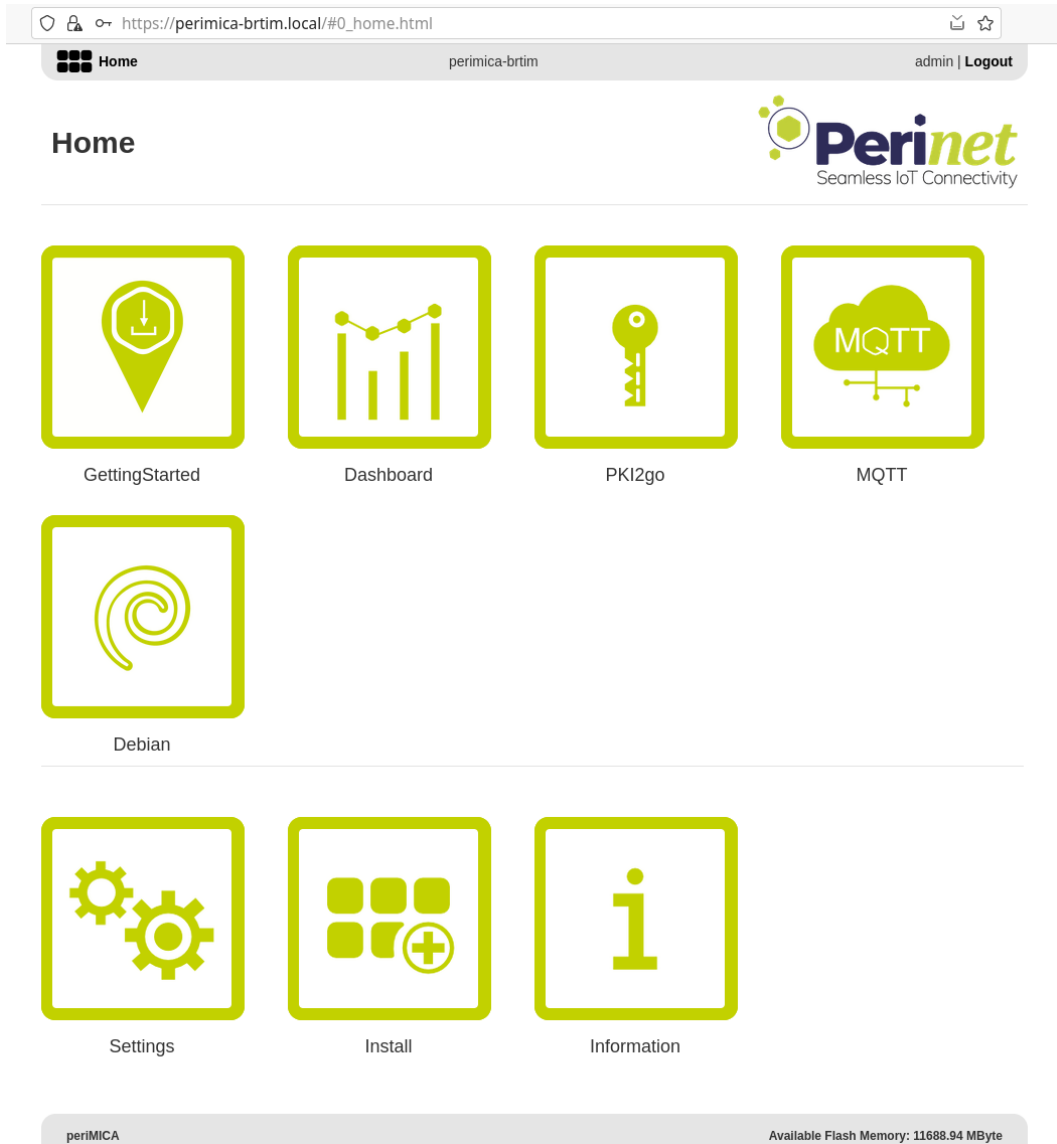 https://perimica-brtim.local/#0_home.html
Home perimica-brtim admin | Logout
Home
Perinet
Seamless IoT Connectivity
MQTT
GettingStarted Dashboard PKI2go MQTT
Debian
Settings Install Information
periMICA Available Flash Memory: 11688.94 MByte